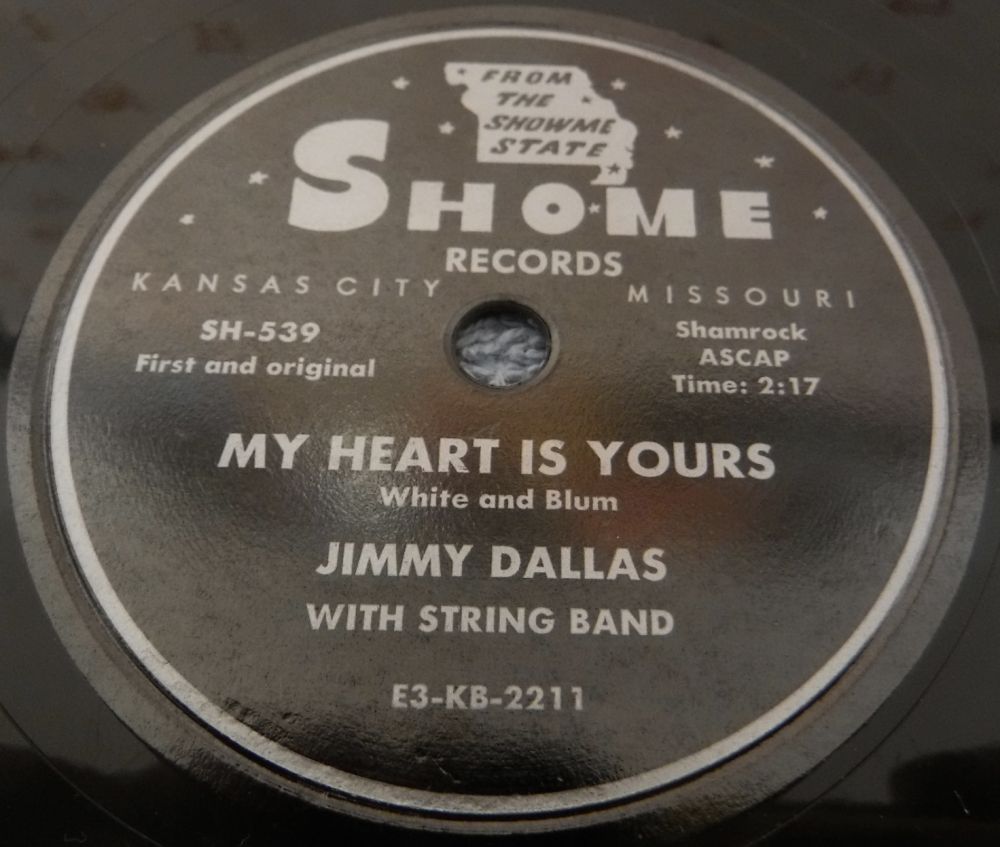 FROM
THE
SHOWME
STATE
SHOME
RECORDS
KANSAS CITY MISSOURI
SH-539
First and original
Shamrock
ASCAP
Time: 2:17
MY HEART IS YOURS
White and Blum
JIMMY DALLAS
WITH STRING BAND
E3-KB-2211